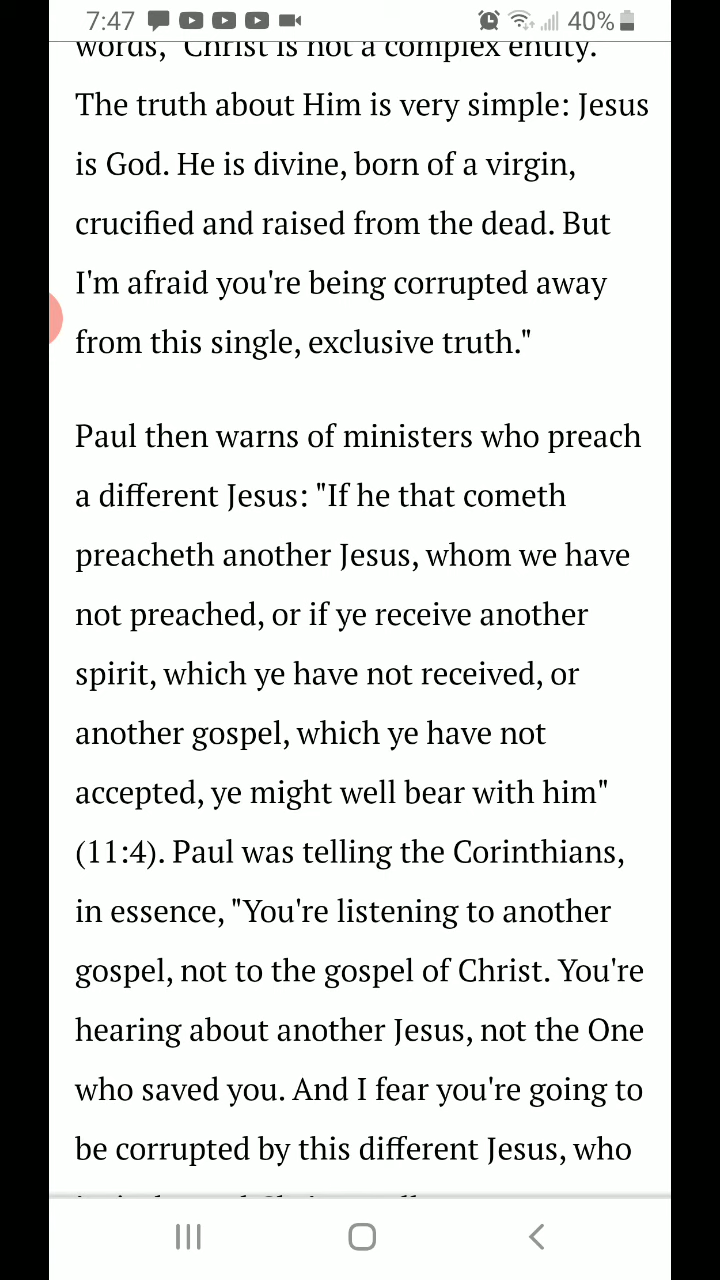 7:47 40%
words, "Christ is not a complex entity.
The truth about Him is very simple: Jesus
is God. He is divine, born of a virgin,
crucified and raised from the dead. But
I'm afraid you're being corrupted away
from this single, exclusive truth."
Paul then warns of ministers who preach
a different Jesus: "If he that cometh
preacheth another Jesus, whom we have
not preached, or if ye receive another
spirit, which ye have not received, or
another gospel, which ye have not
accepted, ye might well bear with him"
(11:4). Paul was telling the Corinthians,
in essence, "You're listening to another
gospel, not to the gospel of Christ. You're
hearing about another Jesus, not the One
who saved you. And I fear you're going to
be corrupted by this different Jesus, who